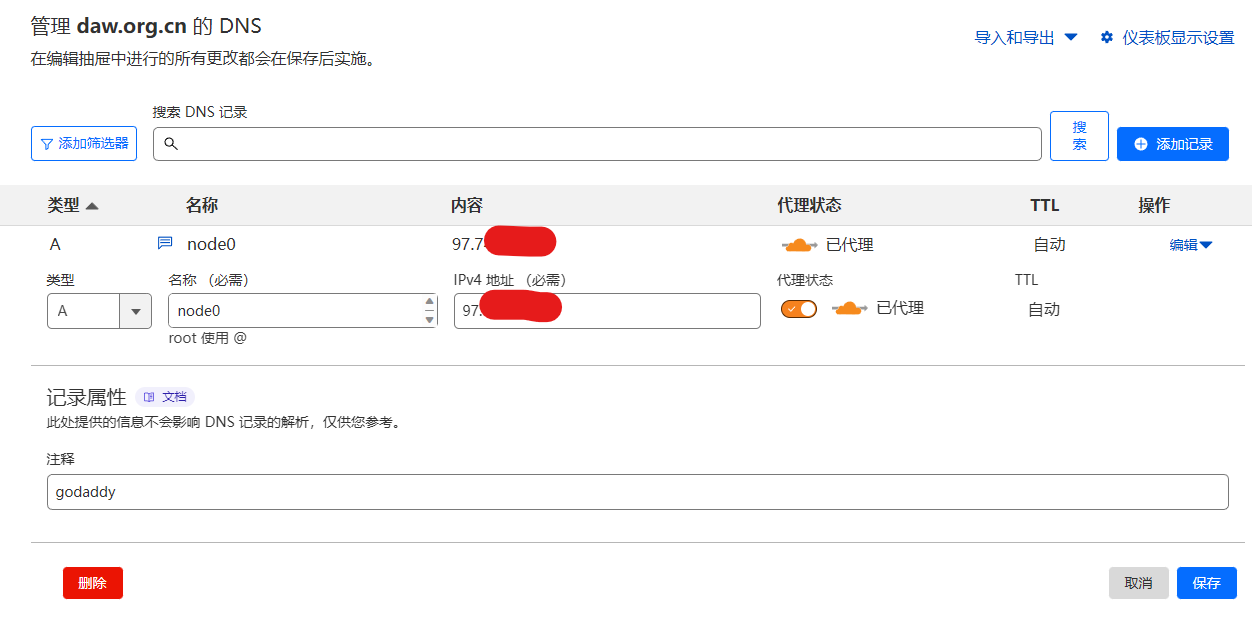 管理 daw.org.cn 的 DNS
在编辑抽屉中进行的所有更改都会在保存后实施。
导入和导出
仪表板显示设置
搜索 DNS 记录
添加筛选器
搜
索
添加记录
类型 名称 内容 代理状态 TTL 操作
A node0 97.7 已代理 自动 编辑
类型 名称 （必需） IPv4 地址 （必需） 代理状态 TTL
A node0 97. 已代理 自动
root 使用 @
记录属性 文档
此处提供的信息不会影响 DNS 记录的解析，仅供您参考。
注释
godaddy
删除 取消 保存